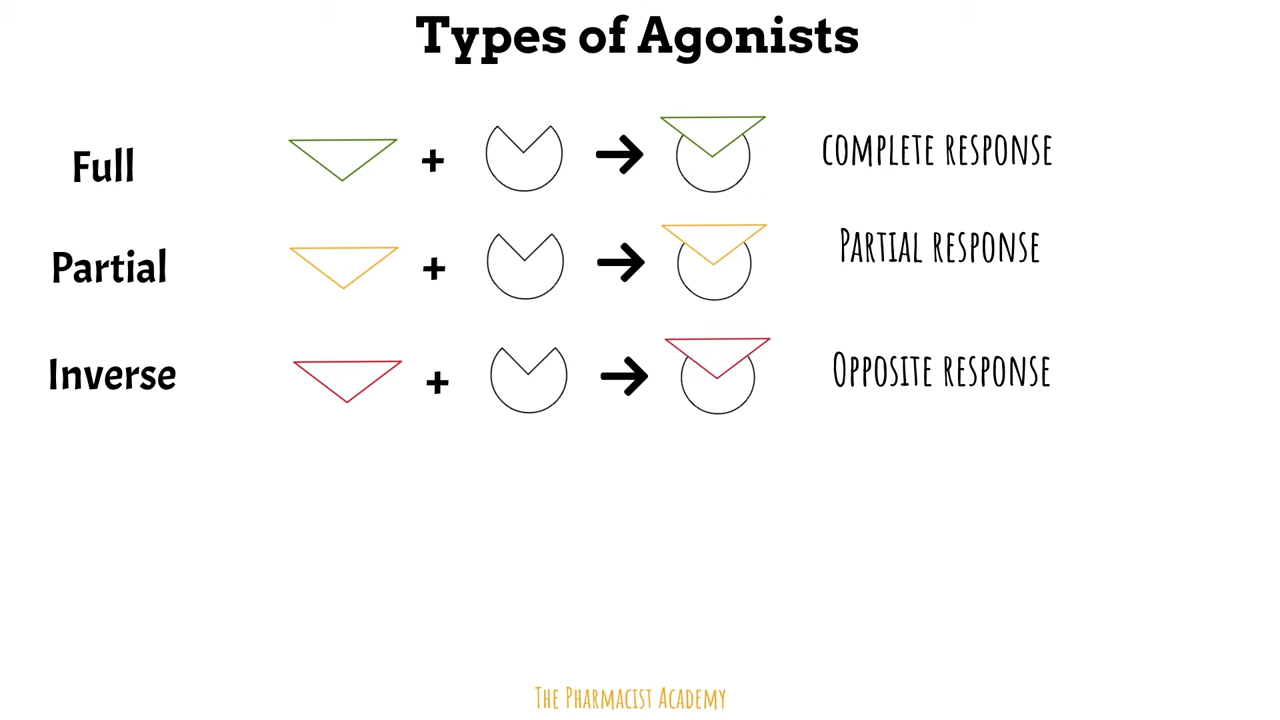 Types of Agonists
Full + → COMPLETE RESPONSE
Partial + → PARTIAL RESPONSE
Inverse + → OPPOSITE RESPONSE
THE PHARMACIST ACADEMY